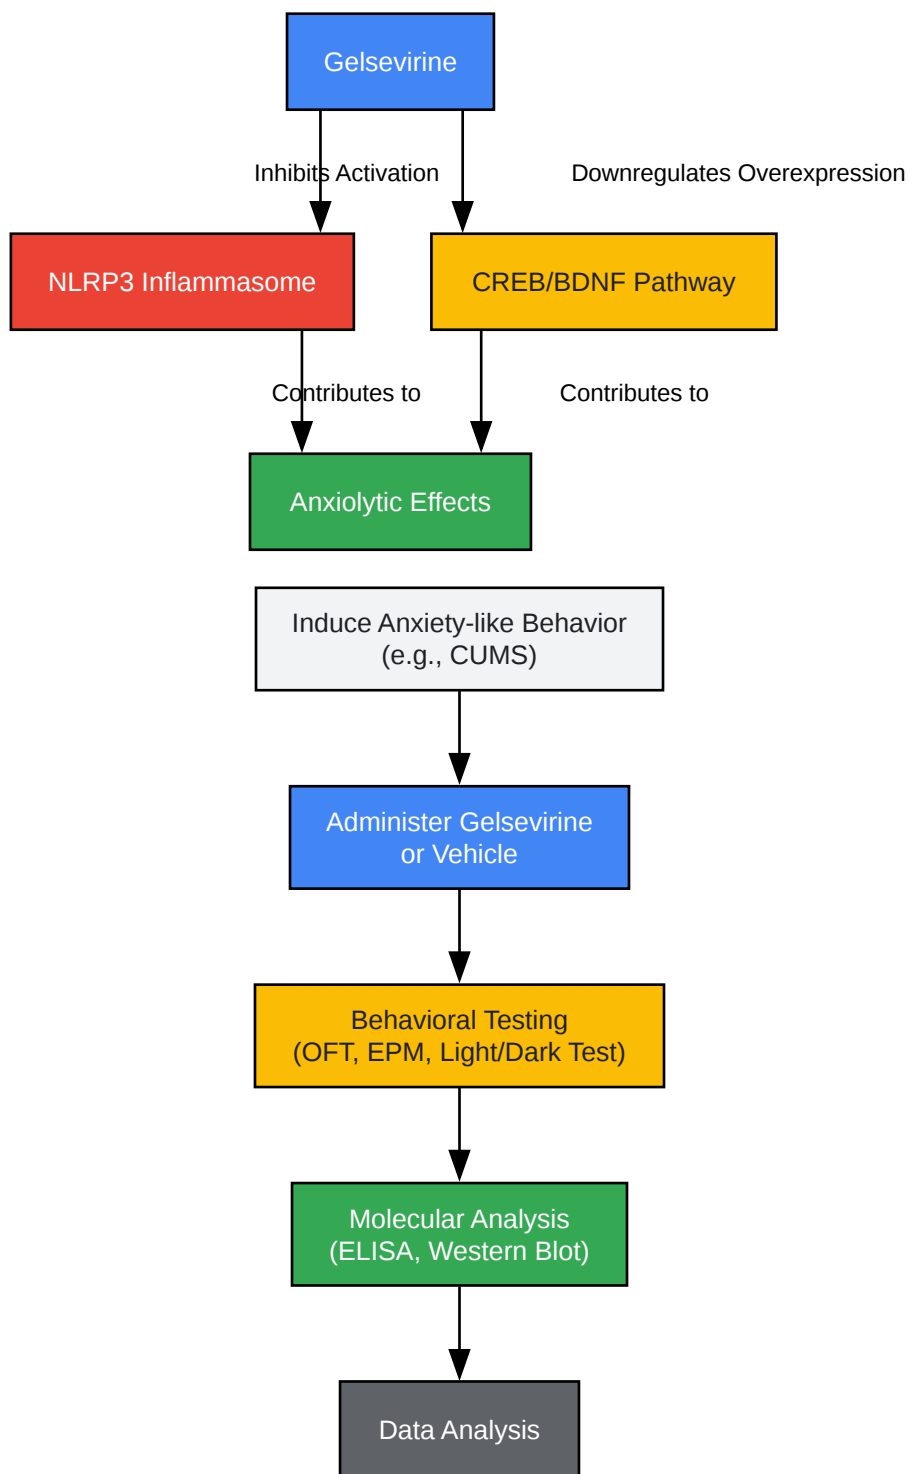 Gelsevirine
Inhibits Activation
Downregulates Overexpression
NLRP3 Inflammasome
CREB/BDNF Pathway
Contributes to
Contributes to
Anxiolytic Effects
Induce Anxiety-like Behavior
(e.g., CUMS)
Administer Gelsevirine
or Vehicle
Behavioral Testing
(OFT, EPM, Light/Dark Test)
Molecular Analysis
(ELISA, Western Blot)
Data Analysis